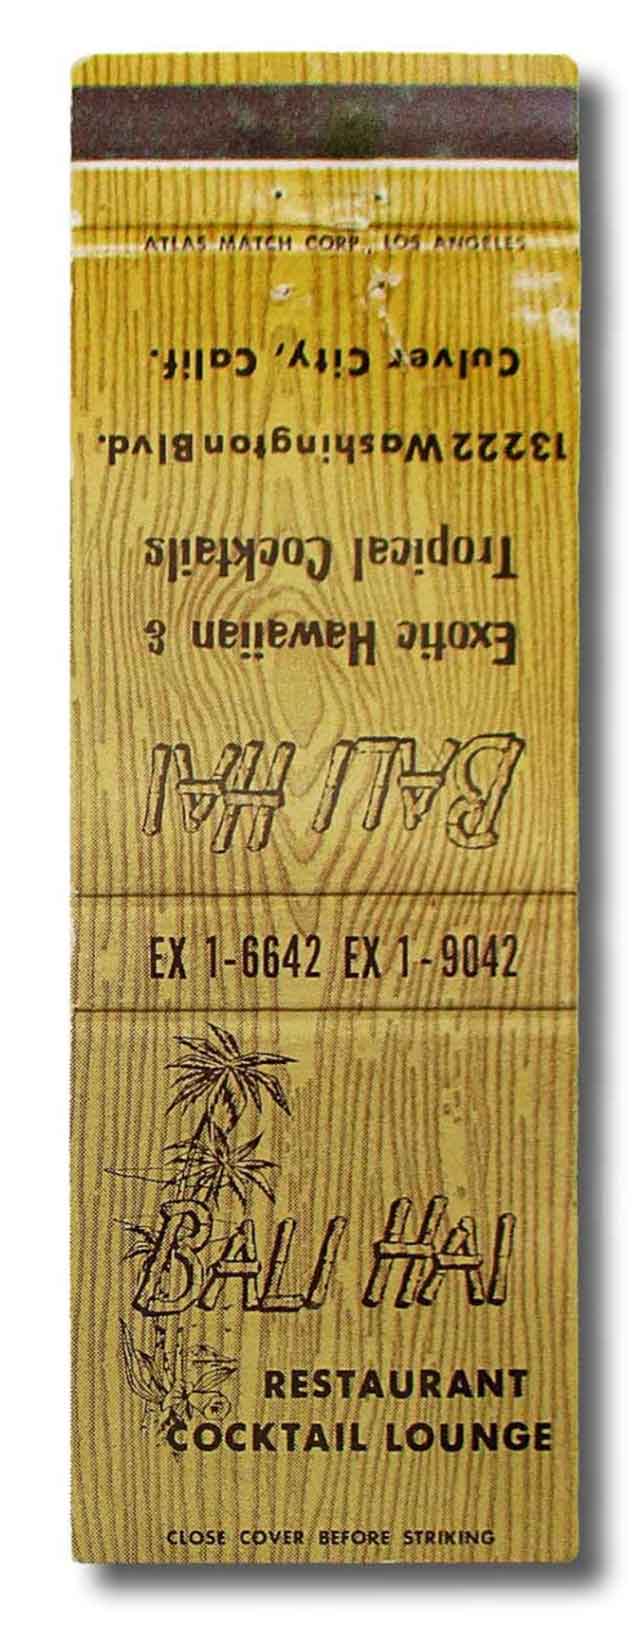 ATLAS MATCH CORP., LOS ANGELES
BALI HAI
Exotic Hawaiian &
Tropical Cocktails
13222 Washington Blvd.
Culver City, Calif.
EX 1-6642 EX 1-9042
BALI HAI
RESTAURANT
COCKTAIL LOUNGE
CLOSE COVER BEFORE STRIKING